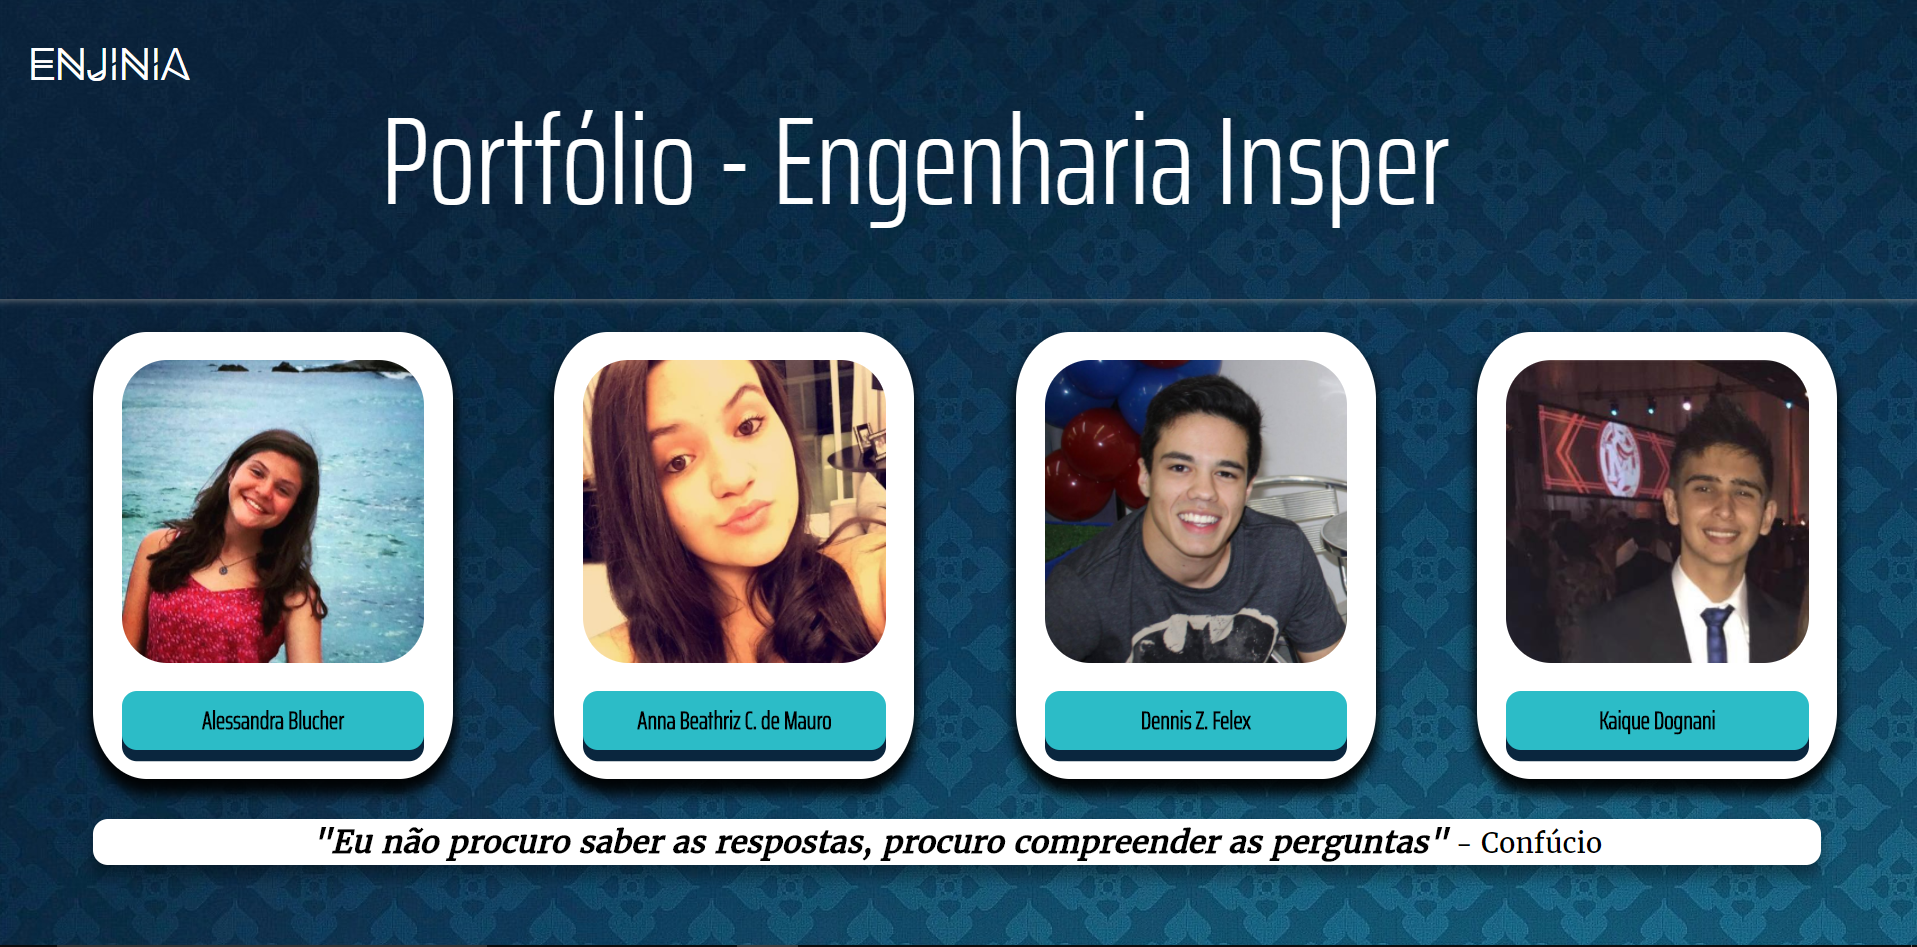 ENJINIA
Portfólio - Engenharia Insper
Alessandra Blucher
Anna Beathriz C. de Mauro
Dennis Z. Felex
Kaique Dognani
"Eu não procuro saber as respostas, procuro compreender as perguntas" - Confúcio